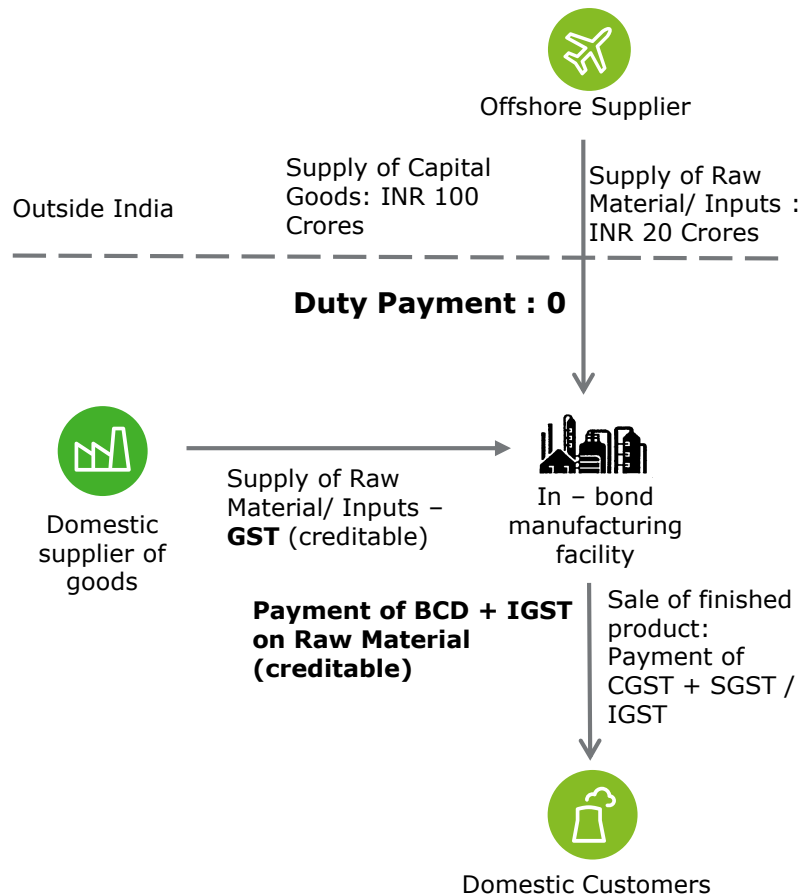 Offshore Supplier
Outside India
Supply of Capital
Goods: INR 100
Crores
Supply of Raw
Material/ Inputs :
INR 20 Crores
Duty Payment : 0
Domestic
supplier of
goods
Supply of Raw
Material/ Inputs –
GST (creditable)
In – bond
manufacturing
facility
Payment of BCD + IGST
on Raw Material
(creditable)
Sale of finished
product:
Payment of
CGST + SGST /
IGST
Domestic Customers